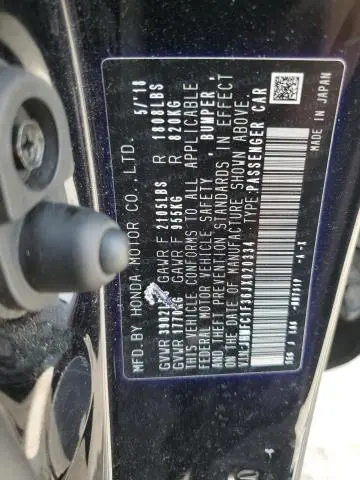 MFD.BY HONDA MOTOR CO., LTD. 5/'18
GVWR GAWR F 2105LBS R 1808LBS
GVWR 1770KG GAWR F 955KG R 820KG
THIS VEHICLE CONFORMS TO ALL APPLICABLE
FEDERAL MOTOR VEHICLE SAFETY, BUMPER,
AND THEFT PREVENTION STANDARDS IN EFFECT
ON THE DATE OF MANUFACTURE SHOWN ABOVE.
TYPE:PASSENGER CAR
-A-X
MADE IN JAPAN